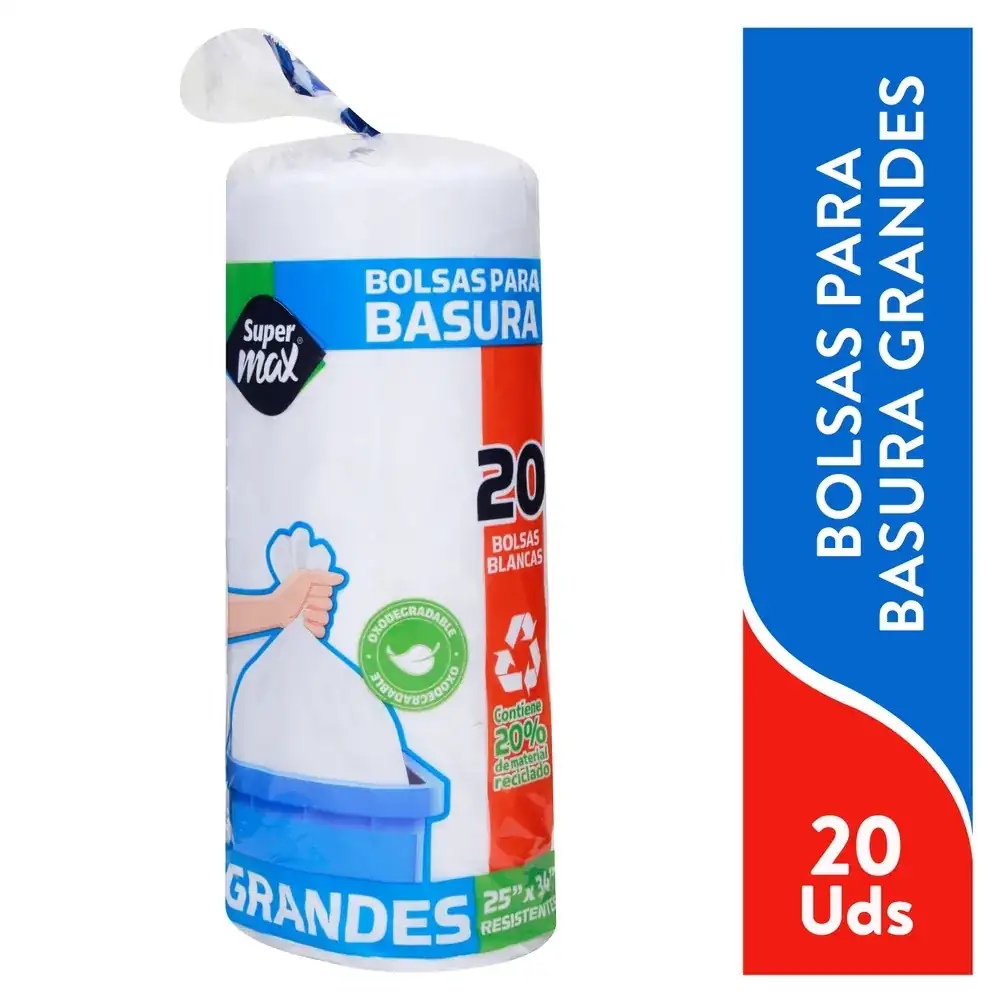 BOLSAS PARA
BASURA
Super
max®
20
BOLSAS
BLANCAS
OXODEGRADABLE
OXODEGRADABLE
Contiene
20%
de material
reciclado
GRANDES
25" x 34"
RESISTENTES
BOLSAS PARA
BASURA GRANDES
20
Uds